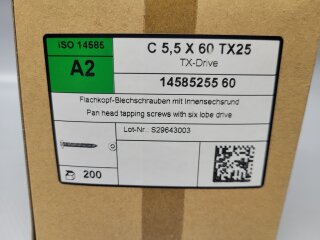 ISO 14585
A2
C 5,5 X 60 TX25
TX-Drive
14585255 60
Flachkopf-Blechschrauben mit Innensechsrund
Pan head tapping screws with six lobe drive
Lot-Nr.: S29643003
200